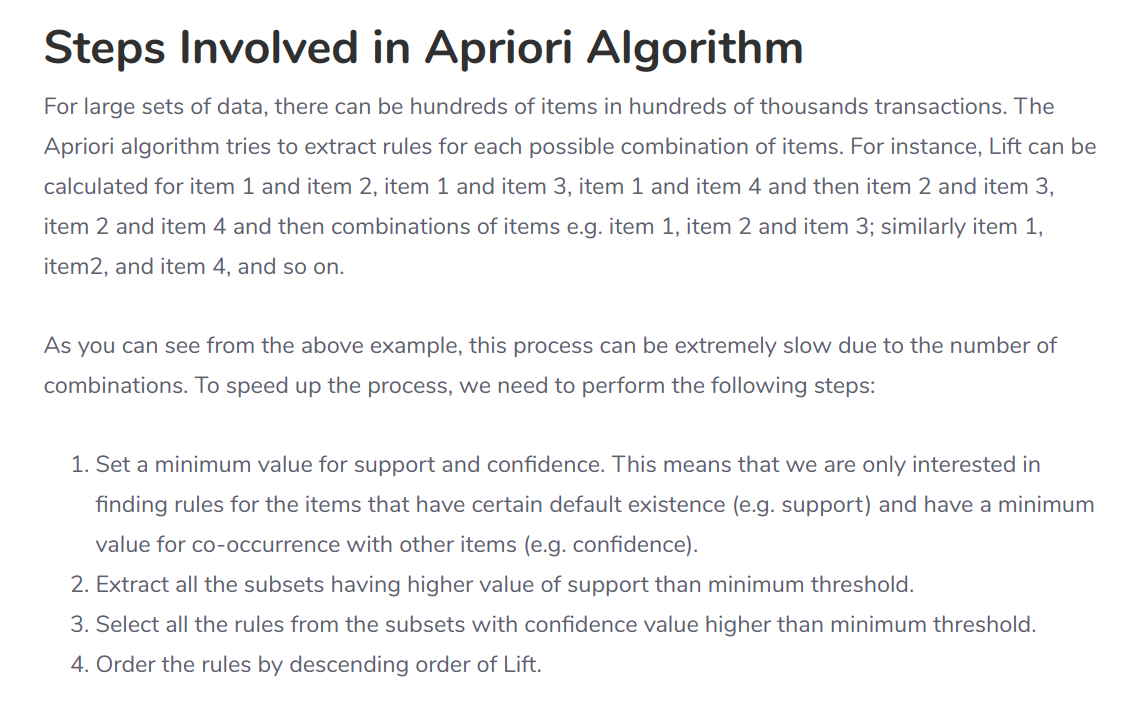 Steps Involved in Apriori Algorithm
For large sets of data, there can be hundreds of items in hundreds of thousands transactions. The
Apriori algorithm tries to extract rules for each possible combination of items. For instance, Lift can be
calculated for item 1 and item 2, item 1 and item 3, item 1 and item 4 and then item 2 and item 3,
item 2 and item 4 and then combinations of items e.g. item 1, item 2 and item 3; similarly item 1,
item2, and item 4, and so on.
As you can see from the above example, this process can be extremely slow due to the number of
combinations. To speed up the process, we need to perform the following steps:
1. Set a minimum value for support and confidence. This means that we are only interested in
finding rules for the items that have certain default existence (e.g. support) and have a minimum
value for co-occurrence with other items (e.g. confidence).
2. Extract all the subsets having higher value of support than minimum threshold.
3. Select all the rules from the subsets with confidence value higher than minimum threshold.
4. Order the rules by descending order of Lift.